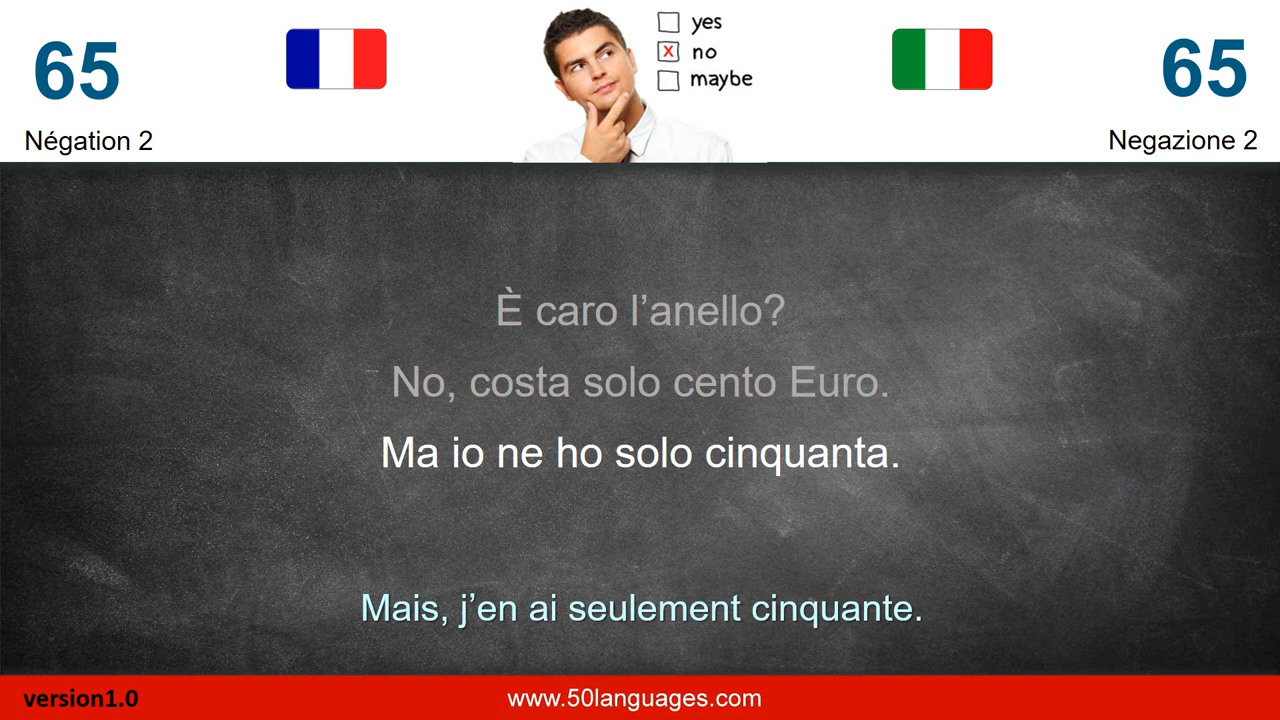 65
Négation 2
yes
x no
maybe
65
Negazione 2
È caro l’anello?
No, costa solo cento Euro.
Ma io ne ho solo cinquanta.
Mais, j’en ai seulement cinquante.
version1.0
www.50languages.com